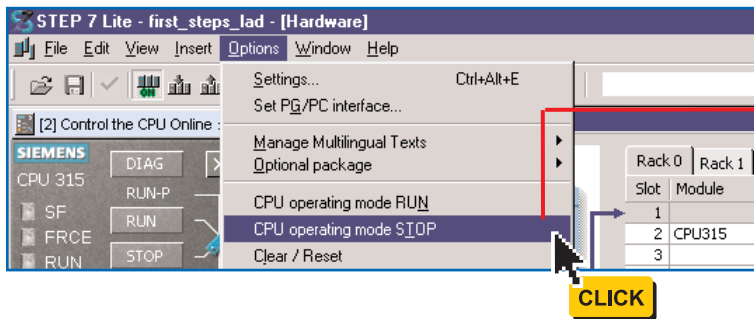 STEP 7 Lite - first_steps_lad - [Hardware]
File Edit View Insert Options Window Help
ON
Settings... Ctrl+Alt+E
Set PG/PC interface...
[2] Control the CPU Online :
Manage Multilingual Texts
Optional package
CPU operating mode RUN
CPU operating mode STOP
Clear / Reset
SIEMENS
CPU 315
DIAG
RUN-P
SF
RUN
FRCE
RUN
STOP
Rack 0 Rack 1
Slot Module
1
2 CPU315
3
CLICK